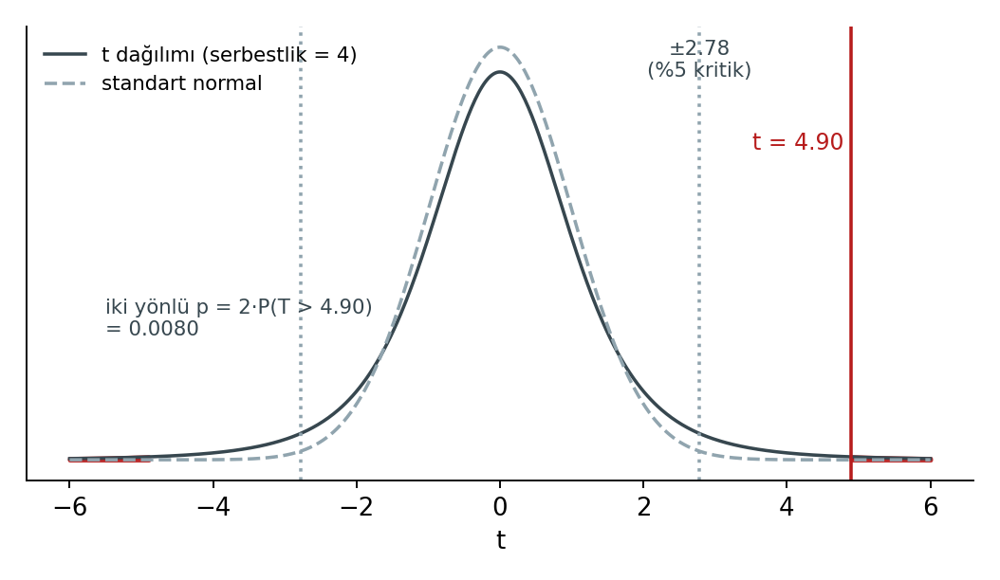 t dağılımı (serbestlik = 4)
standart normal
±2.78
(%5 kritik)
t = 4.90
iki yönlü p = 2·P(T > 4.90)
= 0.0080
−6 −4 −2 0 2 4 6
t